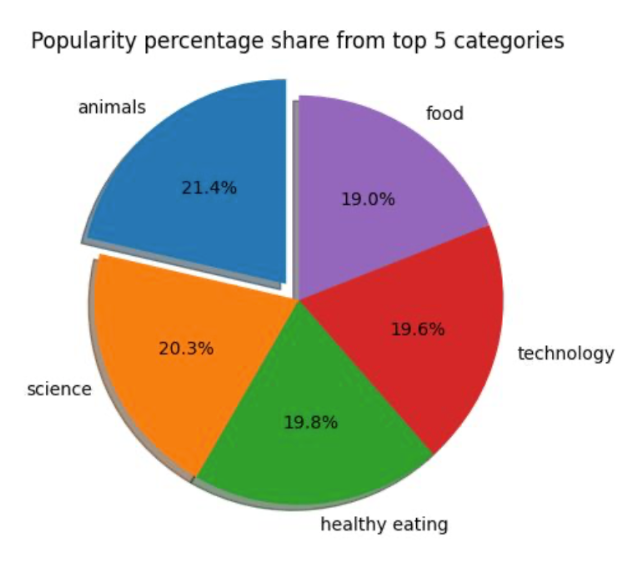 Popularity percentage share from top 5 categories
animals
food
21.4%
19.0%
19.6%
20.3%
technology
science
19.8%
healthy eating